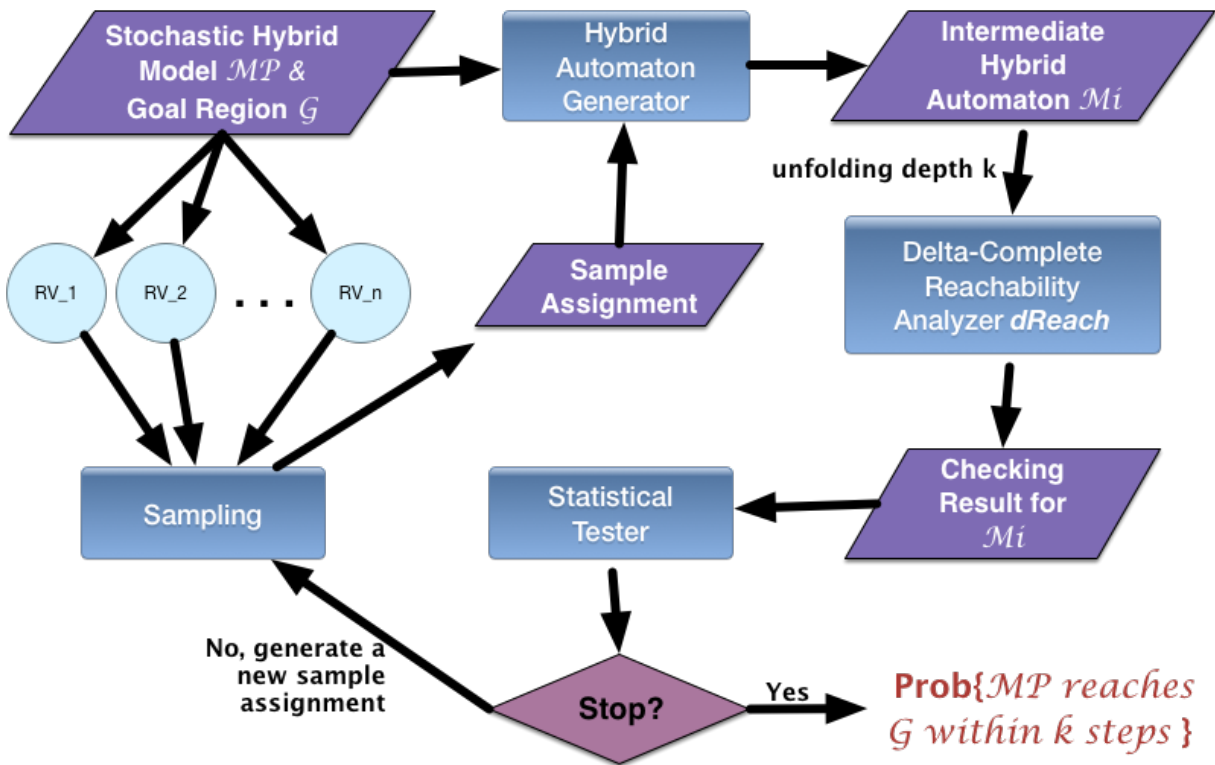 Stochastic Hybrid
Model MP &
Goal Region G
Hybrid
Automaton
Generator
Intermediate
Hybrid
Automaton Mi
unfolding depth k
RV_1
RV_2
. . .
RV_n
Sample
Assignment
Delta-Complete
Reachability
Analyzer dReach
Sampling
Statistical
Tester
Checking
Result for
Mi
No, generate a
new sample
assignment
Stop?
Yes
Prob{MP reaches
G within k steps }